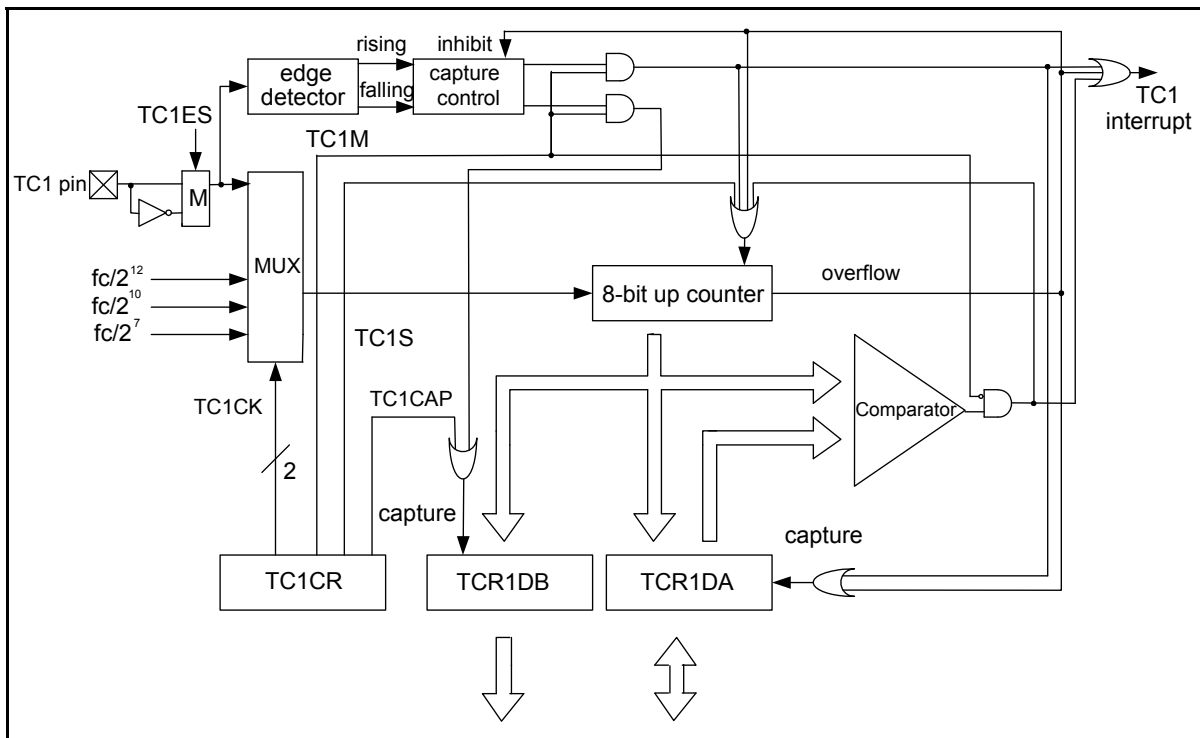 rising
inhibit
edge
detector
falling
capture
control
TC1
interrupt
TC1ES
TC1M
TC1 pin
M
MUX
fc/2¹²
fc/2¹⁰
fc/2⁷
8-bit up counter
overflow
TC1S
TC1CK
TC1CAP
Comparator
2
capture
capture
TC1CR
TCR1DB
TCR1DA